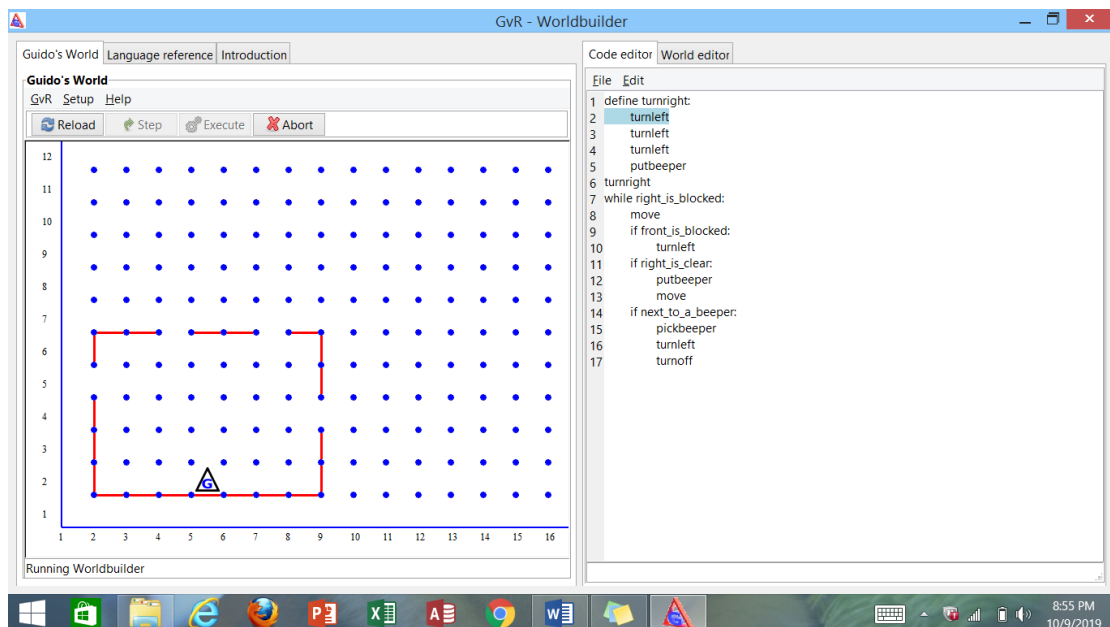 GvR - Worldbuilder
Guido's World Language reference Introduction
Guido's World
GvR Setup Help
Reload Step Execute Abort
12
11
10
9
8
7
6
5
4
3
2
1
G
1 2 3 4 5 6 7 8 9 10 11 12 13 14 15 16
Running Worldbuilder
Code editor World editor
File Edit
1 define turnright:
2 turnleft
3 turnleft
4 turnleft
5 putbeeper
6 turnright
7 while right_is_blocked:
8 move
9 if front_is_blocked:
10 turnleft
11 if right_is_clear:
12 putbeeper
13 move
14 if next_to_a_beeper:
15 pickbeeper
16 turnleft
17 turnoff
8:55 PM
10/9/2019